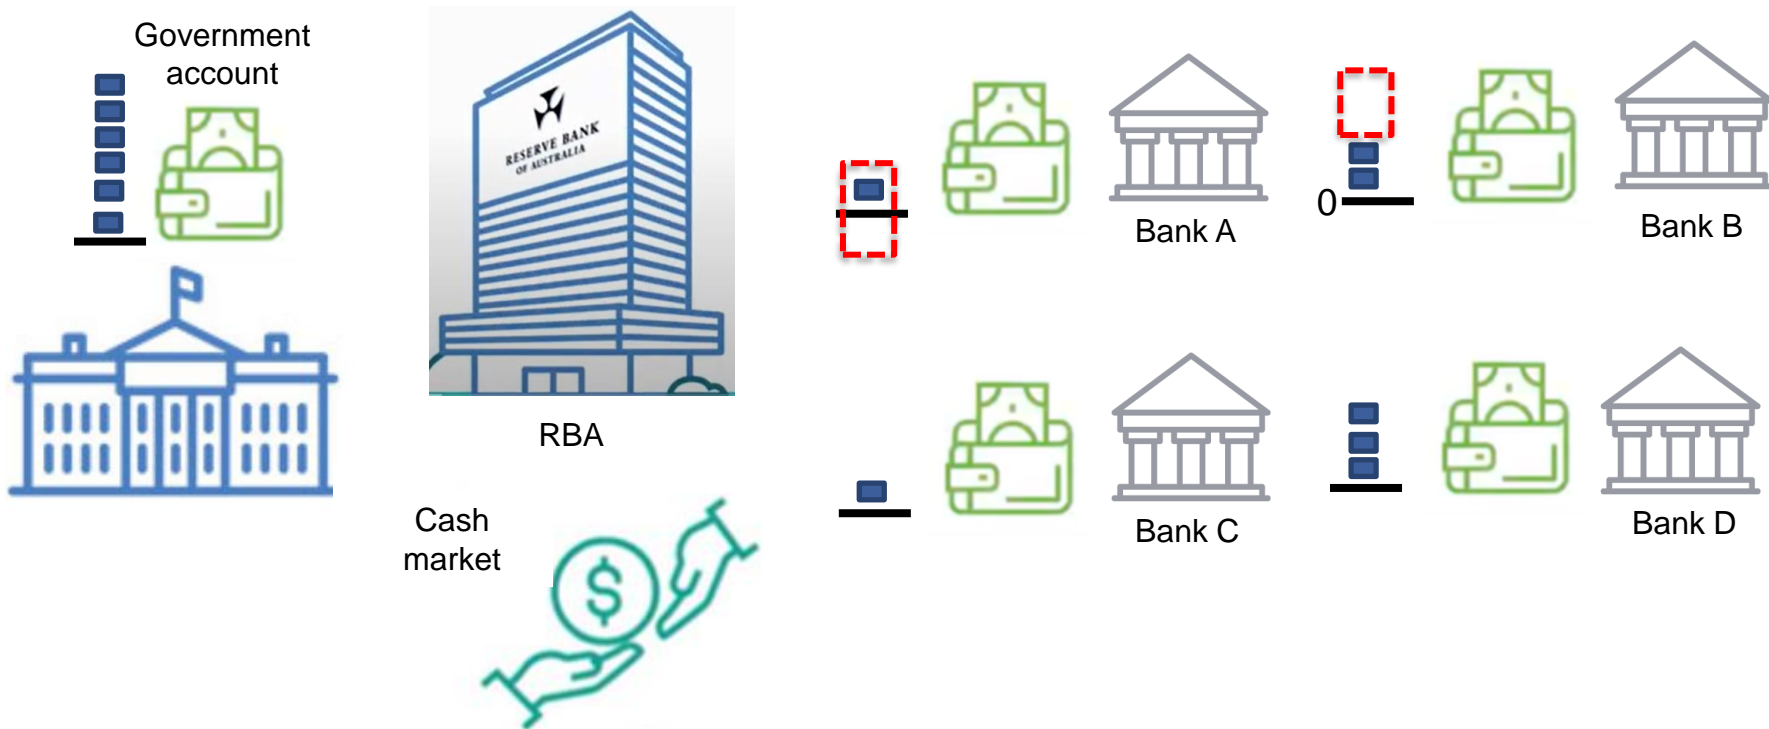 Government
account
RESERVE BANK
OF AUSTRALIA
RBA
Cash
market
$
Bank A
0
Bank B
Bank C
Bank D